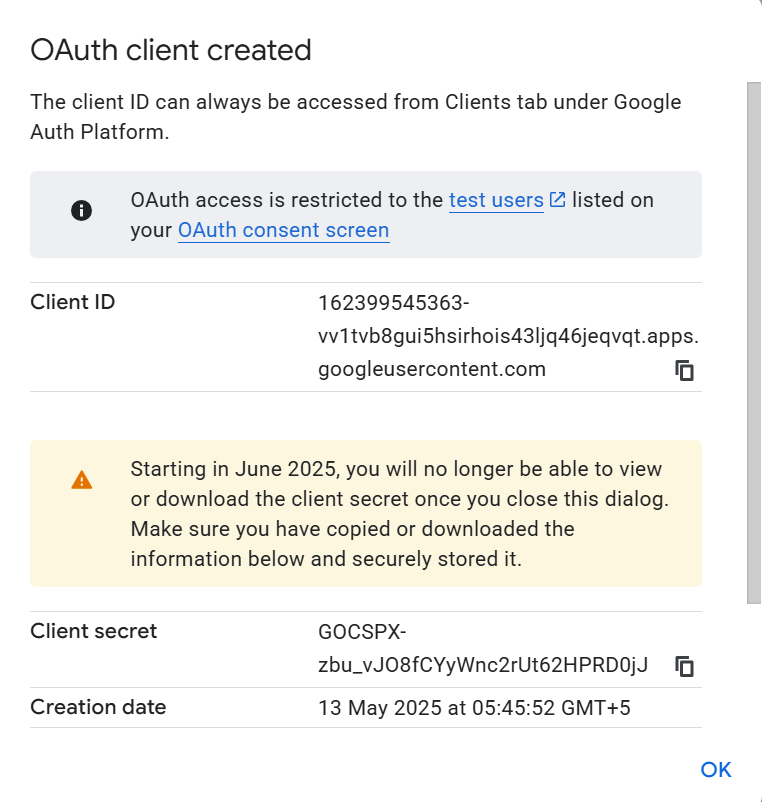 OAuth client created
The client ID can always be accessed from Clients tab under Google
Auth Platform.
OAuth access is restricted to the test users listed on
your OAuth consent screen
Client ID
162399545363-
vv1tvb8gui5hsirhois43ljq46jeqvqt.apps.
googleusercontent.com
Starting in June 2025, you will no longer be able to view
or download the client secret once you close this dialog.
Make sure you have copied or downloaded the
information below and securely stored it.
Client secret
GOCSPX-
zbu_vJO8fCYyWnc2rUt62HPRD0jJ
Creation date
13 May 2025 at 05:45:52 GMT+5
OK